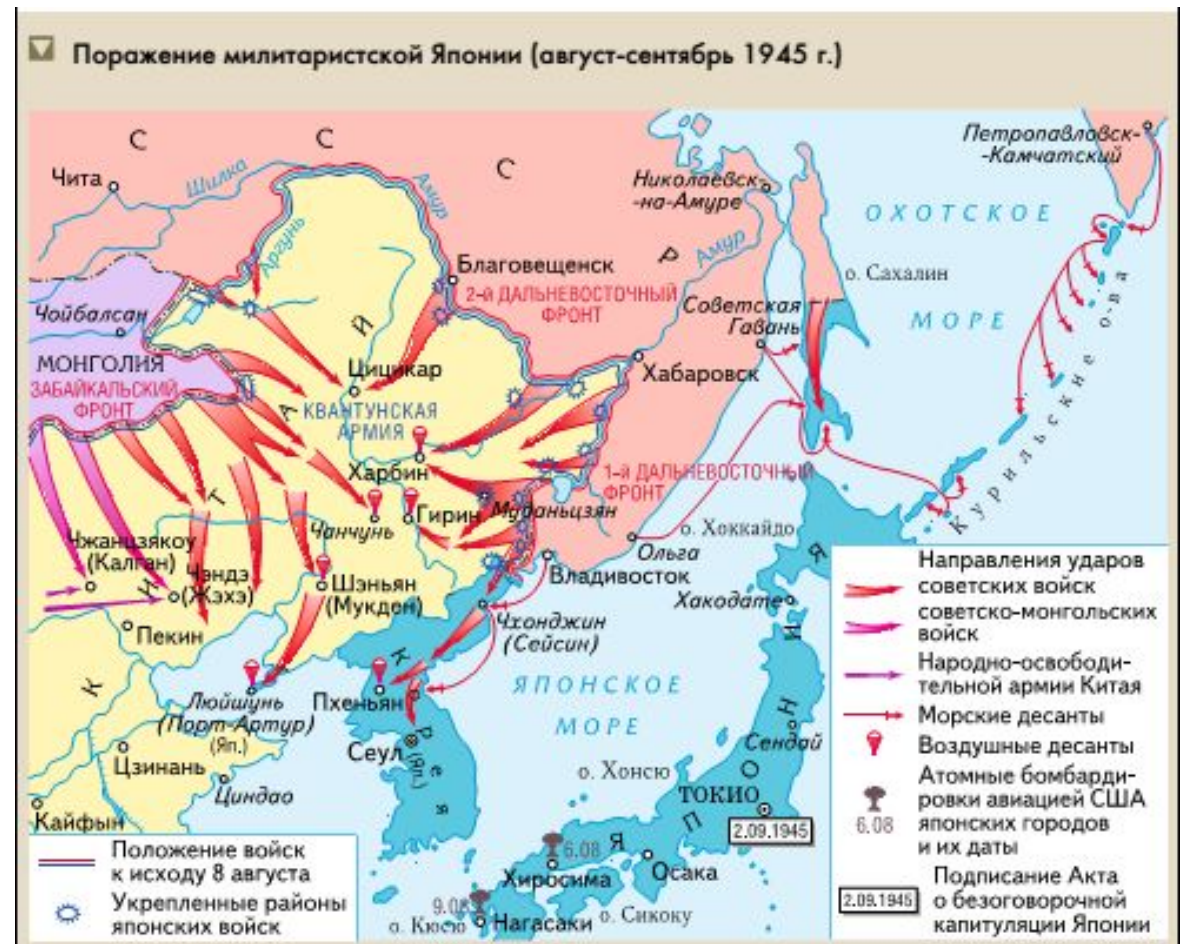 Поражение милитаристской Японии (август-сентябрь 1945 г.)
С
С
С
Р
Чита
Шилка
Аргунь
Амур
Николаевск-
-на-Амуре
Амур
Петропавловск-
-Камчатский
ОХОТСКОЕ
МОРЕ
о. Сахалин
Благовещенск
2-й ДАЛЬНЕВОСТОЧНЫЙ
ФРОНТ
Советская
Гавань
Чойбалсан
МОНГОЛИЯ
ЗАБАЙКАЛЬСКИЙ
ФРОНТ
КИТАЙ
Цицикар
КВАНТУНСКАЯ
АРМИЯ
Хабаровск
Курильские о-ва
Харбин
1-й ДАЛЬНЕВОСТОЧНЫЙ
ФРОНТ
Чанчунь
Гирин
Муданьцзян
о. Хоккайдо
Ольга
Владивосток
Чжанцзякоу
(Калган)
Чэндэ
(Жэхэ)
Шэньян
(Мукден)
Пекин
Чхонджин
(Сейсин)
Хакодате
Люйшунь
(Порт-Артур)
(Яп.)
Пхеньян
Корея
(Яп.)
Сеул
ЯПОНСКОЕ
МОРЕ
ЯПОНИЯ
Сендай
Цзинань
Циндао
Кайфын
о. Хонсю
ТОКИО
2.09.1945
6.08
Хиросима
Осака
9.08
о. Кюсю
Нагасаки
о. Сикоку
Положение войск
к исходу 8 августа
Укрепленные районы
японских войск
Направления ударов
советских войск
советско-монгольских
войск
Народно-освободи-
тельной армии Китая
Морские десанты
Воздушные десанты
Атомные бомбарди-
ровки авиацией США
6.08
японских городов
и их даты
2.09.1945
Подписание Акта
о безоговорочной
капитуляции Японии